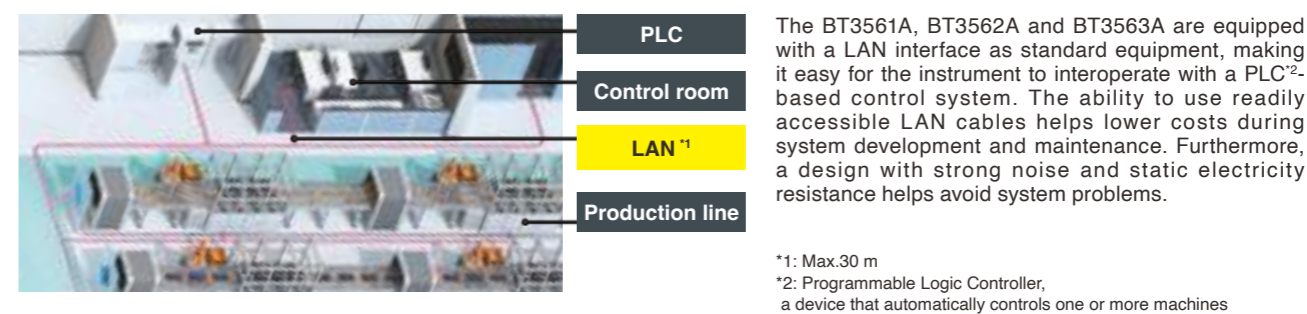 PLC
Control room
LAN *1
Production line
The BT3561A, BT3562A and BT3563A are equipped
with a LAN interface as standard equipment, making
it easy for the instrument to interoperate with a PLC*2-
based control system. The ability to use readily
accessible LAN cables helps lower costs during
system development and maintenance. Furthermore,
a design with strong noise and static electricity
resistance helps avoid system problems.
*1: Max.30 m
*2: Programmable Logic Controller,
a device that automatically controls one or more machines